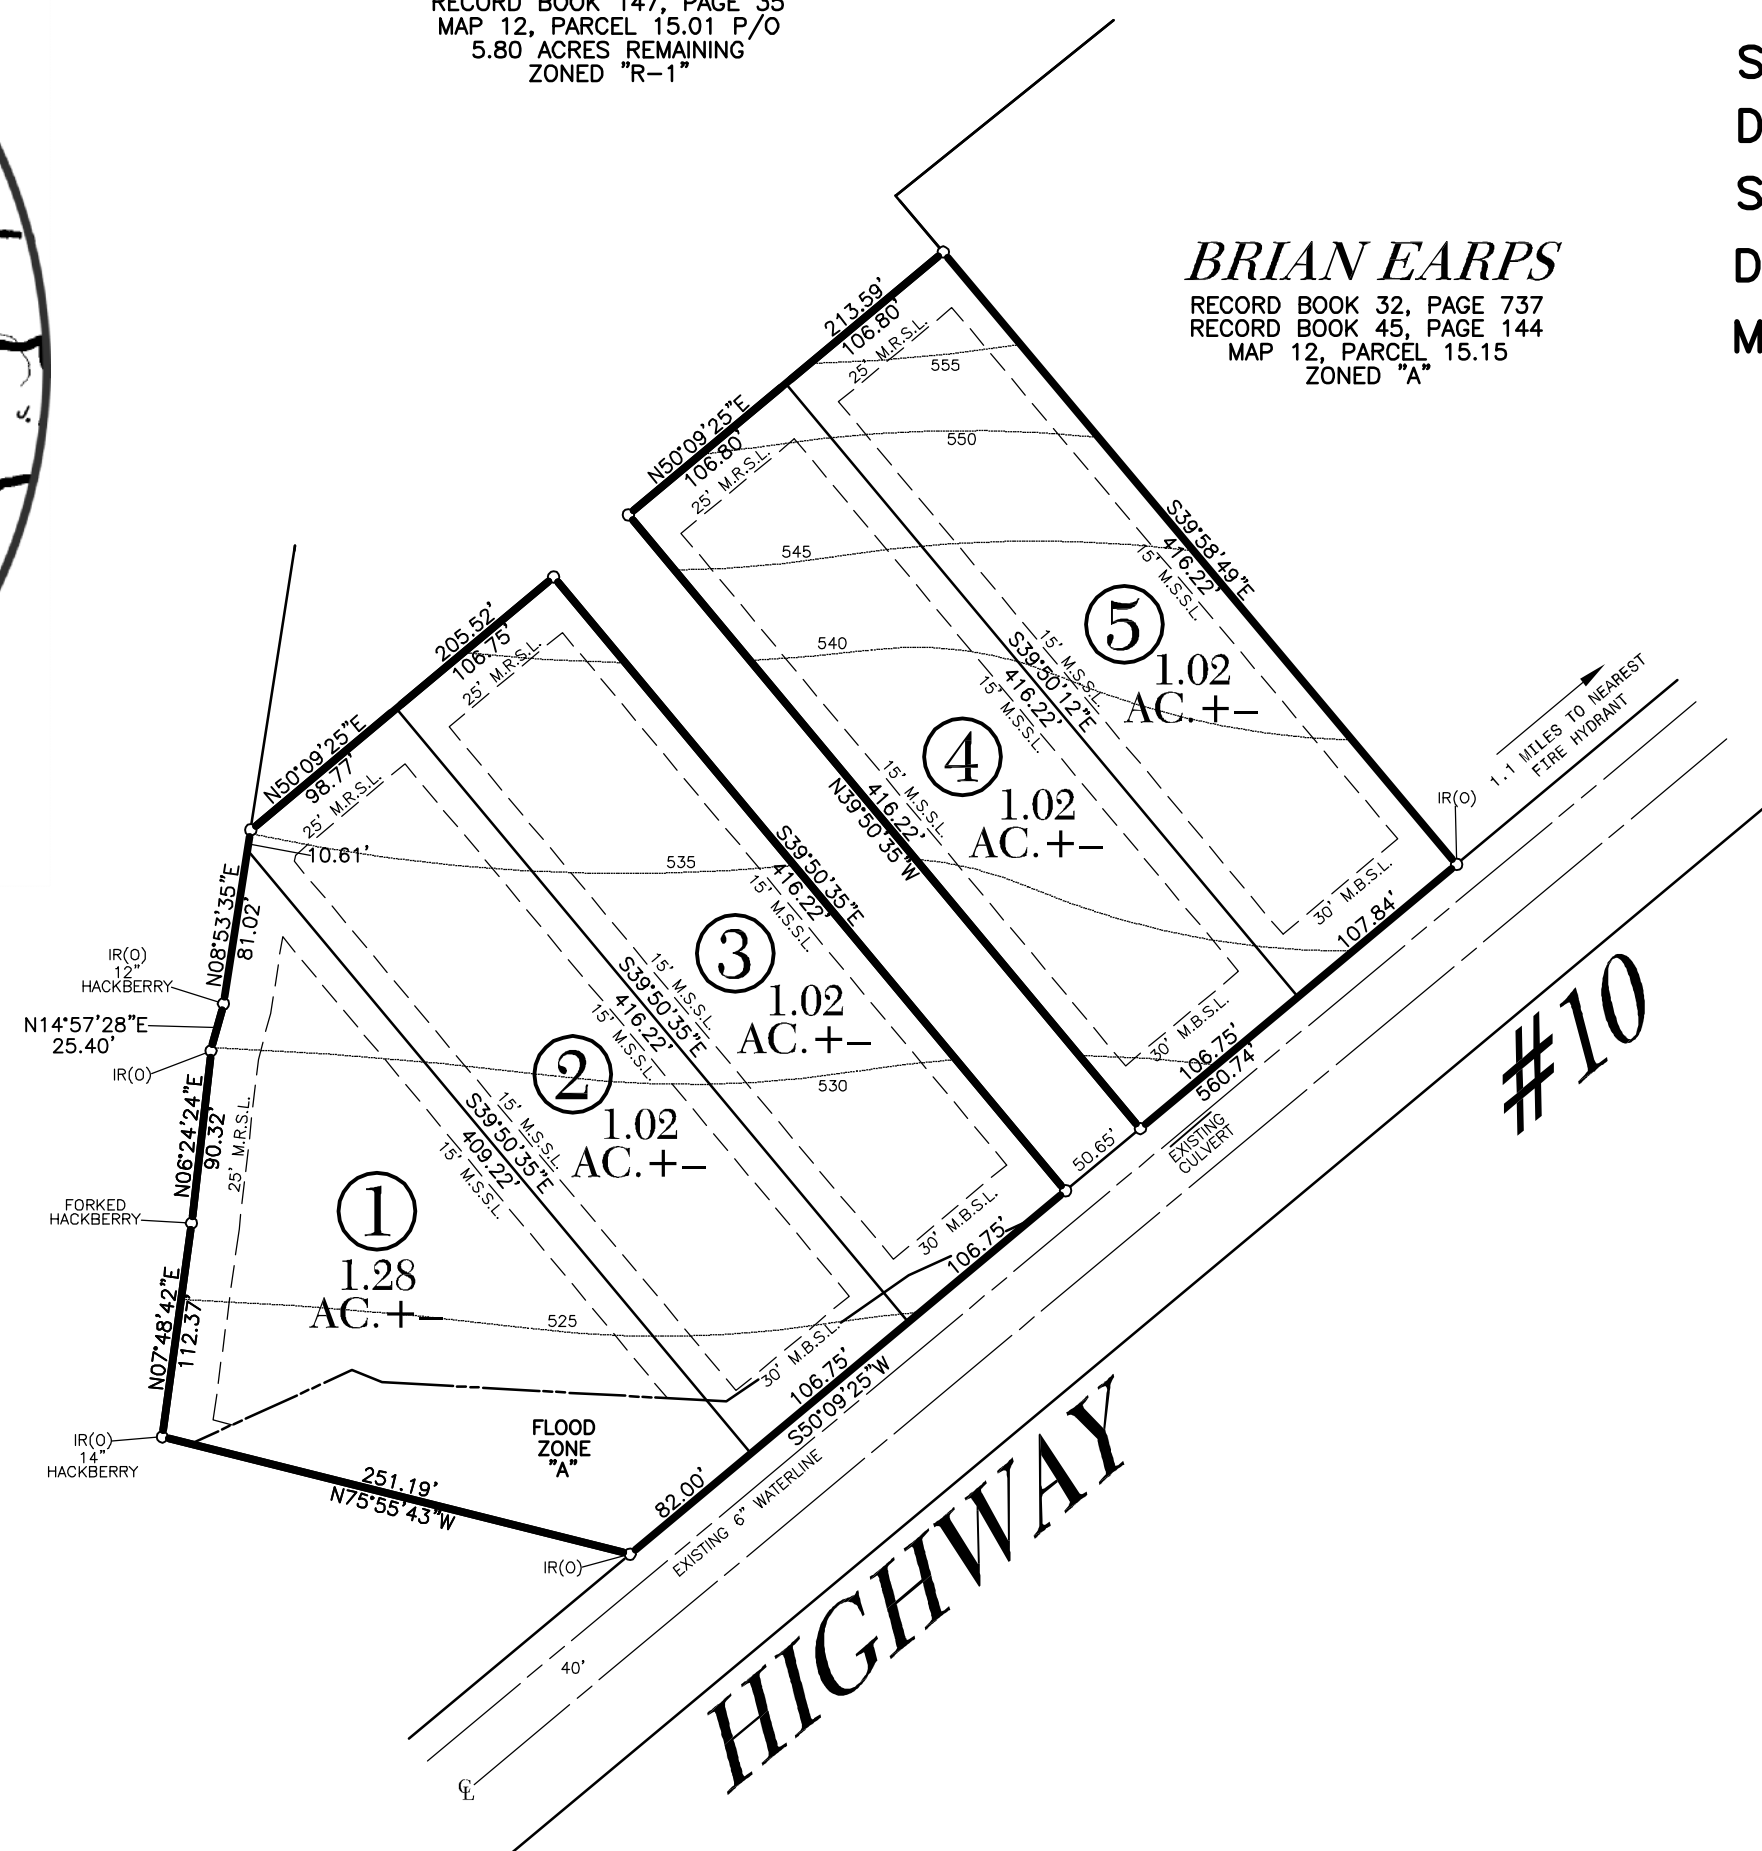 RECORD BOOK 147, PAGE 35
MAP 12, PARCEL 15.01 P/O
5.80 ACRES REMAINING
ZONED "R-1"
S
D
S
D
M
J.
BRIAN EARPS
RECORD BOOK 32, PAGE 737
RECORD BOOK 45, PAGE 144
MAP 12, PARCEL 15.15
ZONED "A"
213.59'
106.80'
25' M.R.S.L.
555
N50°09'25"E
106.80'
25' M.R.S.L.
550
545
S39°58'49"E
416.22'
15' M.S.S.L.
5
1.02
AC.+-
540
15' M.S.S.L.
S39°50'12"E
416.22'
15' M.S.S.L.
4
1.02
AC.+-
15' M.S.S.L.
416.22'
N39°50'35"W
1.1 MILES TO NEAREST
FIRE HYDRANT
IR(O)
30' M.B.S.L.
107.84'
30' M.B.S.L.
106.75'
560.74'
205.52'
106.75'
25' M.R.S.L.
N50°09'25"E
98.77'
25' M.R.S.L.
10.61'
535
S39°50'35"E
416.22'
15' M.S.S.L.
3
1.02
AC.+-
15' M.S.S.L.
S39°50'35"E
416.22'
15' M.S.S.L.
530
2
1.02
AC.+-
15' M.S.S.L.
S39°50'35"E
409.22'
15' M.S.S.L.
N08°53'35"E
81.02'
IR(O)
12"
HACKBERRY
N14°57'28"E
25.40'
IR(O)
N06°24'24"E
90.32'
25' M.R.S.L.
FORKED
HACKBERRY
1
1.28
AC.+-
525
N07°48'42"E
112.37'
IR(O)
14"
HACKBERRY
251.19'
N75°55'43"W
FLOOD
ZONE
"A"
IR(O)
82.00'
30' M.B.S.L.
106.75'
S50°09'25"W
30' M.B.S.L.
106.75'
50.65'
EXISTING
CULVERT
EXISTING 6" WATERLINE
40'
℄
HIGHWAY
#10